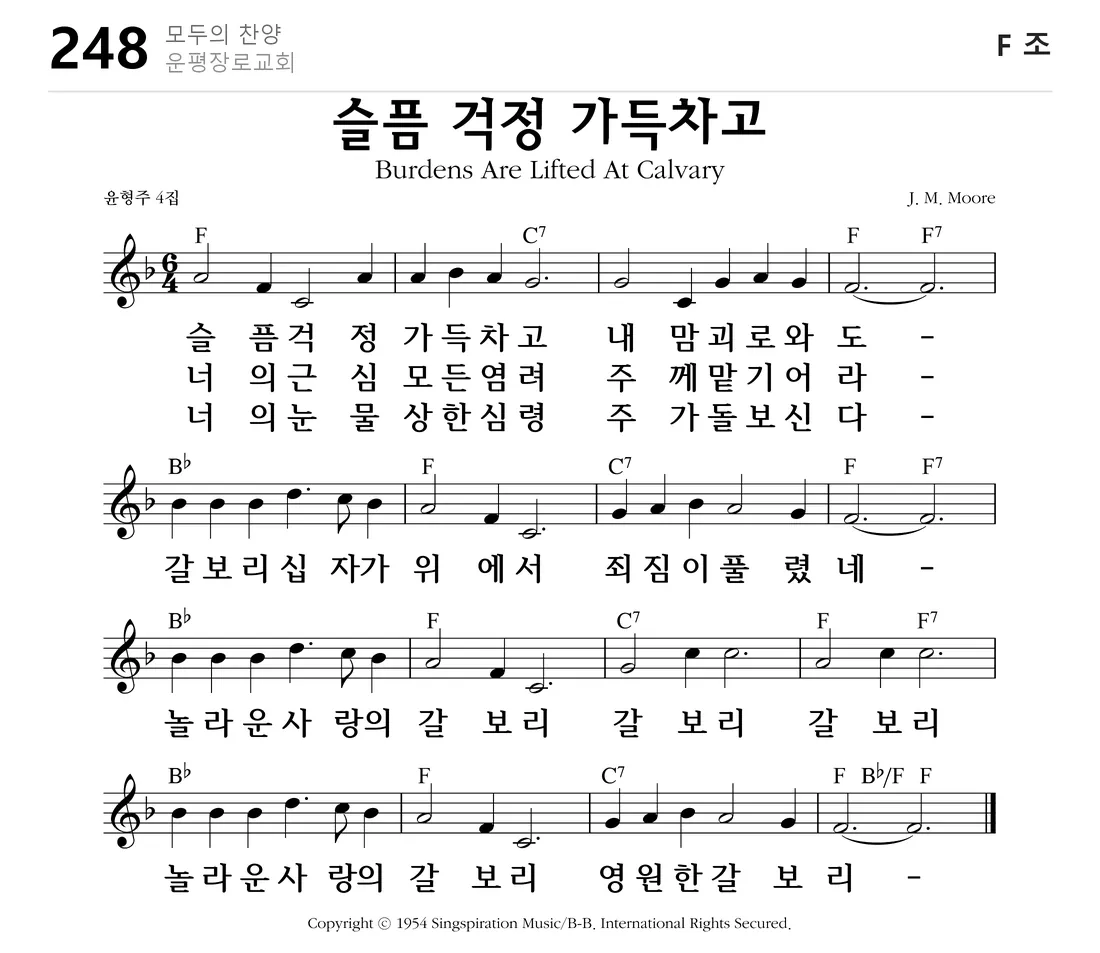 248 모두의 찬양
운평장로교회
F 조
슬픔 걱정 가득차고
Burdens Are Lifted At Calvary
윤형주 4집 J. M. Moore
F C7 F F7
6/4
슬 픔 걱 정 가 득 차 고 내 맘 괴 로 와 도 -
너 의 근 심 모 든 염 려 주 께 맡 기 어 라 -
너 의 눈 물 상 한 심 령 주 가 돌 보 신 다 -
B♭ F C7 F F7
갈 보 리 십 자가 위 에 서 죄 짐 이 풀 렸 네 -
B♭ F C7 F F7
놀 라 운 사 랑의 갈 보 리 갈 보 리 갈 보 리
B♭ F C7 F B♭/F F
놀 라 운 사 랑의 갈 보 리 영 원 한 갈 보 리 -
Copyright ⓒ 1954 Singspiration Music/B-B. International Rights Secured.